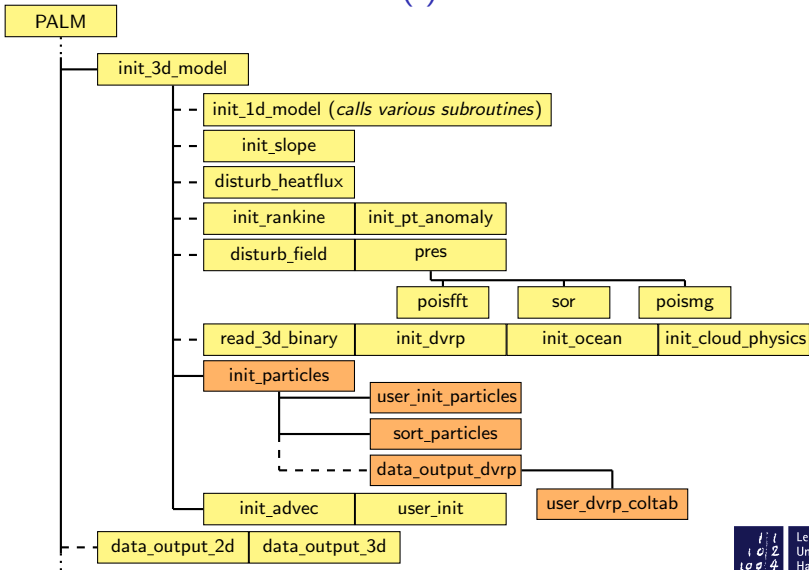 PALM
init_3d_model
init_1d_model (calls various subroutines)
init_slope
disturb_heatflux
init_rankine init_pt_anomaly
disturb_field pres
poisfft sor poismg
read_3d_binary init_dvrp init_ocean init_cloud_physics
init_particles
user_init_particles
sort_particles
data_output_dvrp
user_dvrp_coltab
init_advec user_init
data_output_2d data_output_3d